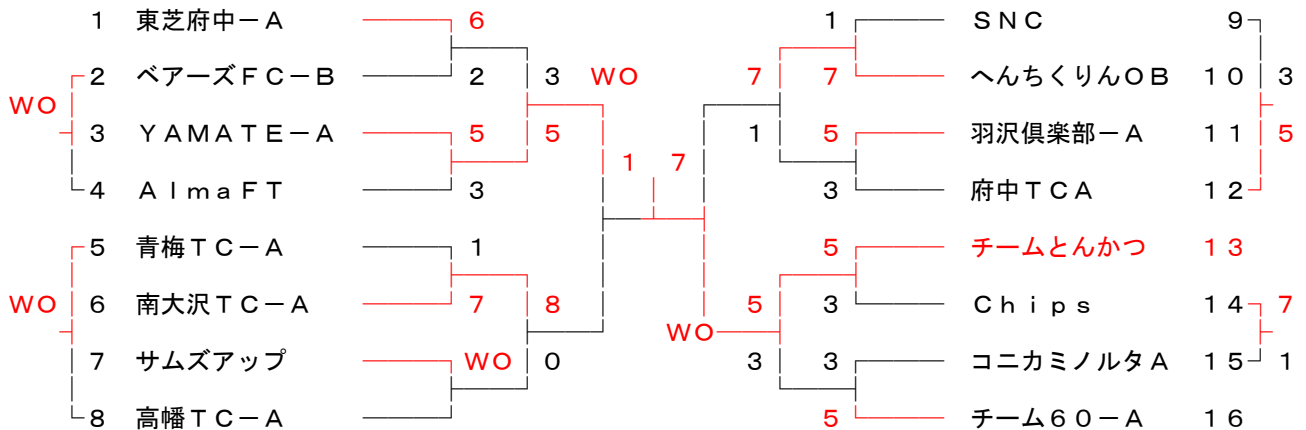 1 東芝府中－A 6 1 SNC 9
2 ベアーズFC－B 2 3 WO 7 7 へんちくりんOB 10 3
WO
3 YAMATE－A 5 5 1 5 羽沢倶楽部－A 11 5
1 7
4 AlmaFT 3 3 府中TCA 12
5 青梅TC－A 1 5 チームとんかつ 13
WO 6 南大沢TC－A 7 8 5 3 Chips 14 7
WO
7 サムズアップ WO 0 3 3 コニカミノルタA 15 1
8 高幡TC－A 5 チーム60－A 16